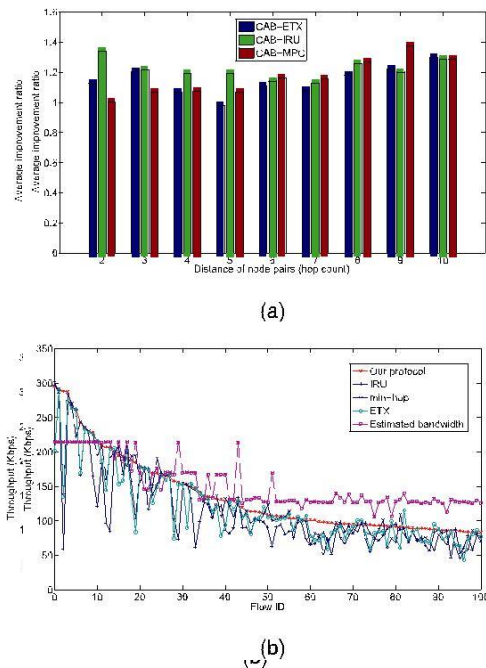 1.6
CAB-ETX
CAB-IRU
CAB-MPC
1.4
1.2
1
0.8
0.6
0.4
0.2
0
Average improvement ratio
Average improvement ratio
2 3 4 5 6 7 8 9 10
Distance of node pairs (hop count)
(a)
350
300
250
200
150
100
50
0
Throughput (Kbps)
Throughput (Kbps)
Our protocol
IRU
min-hop
ETX
Estimated bandwidth
0 10 20 30 40 50 60 70 80 90 100
Flow ID
(b)